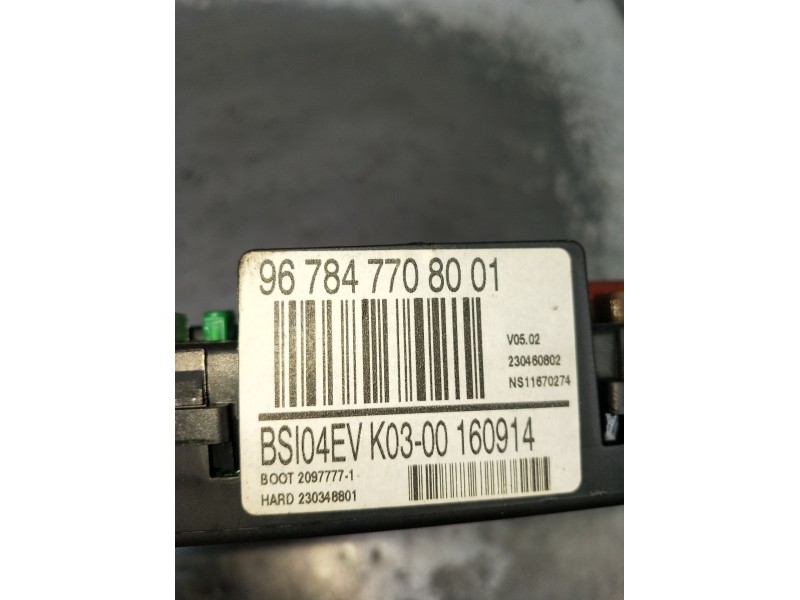 96 784 770 80 01
V05.02
230460802
NS11670274
BSI04EV K03-00 160914
BOOT 2097777-1
HARD 230348801